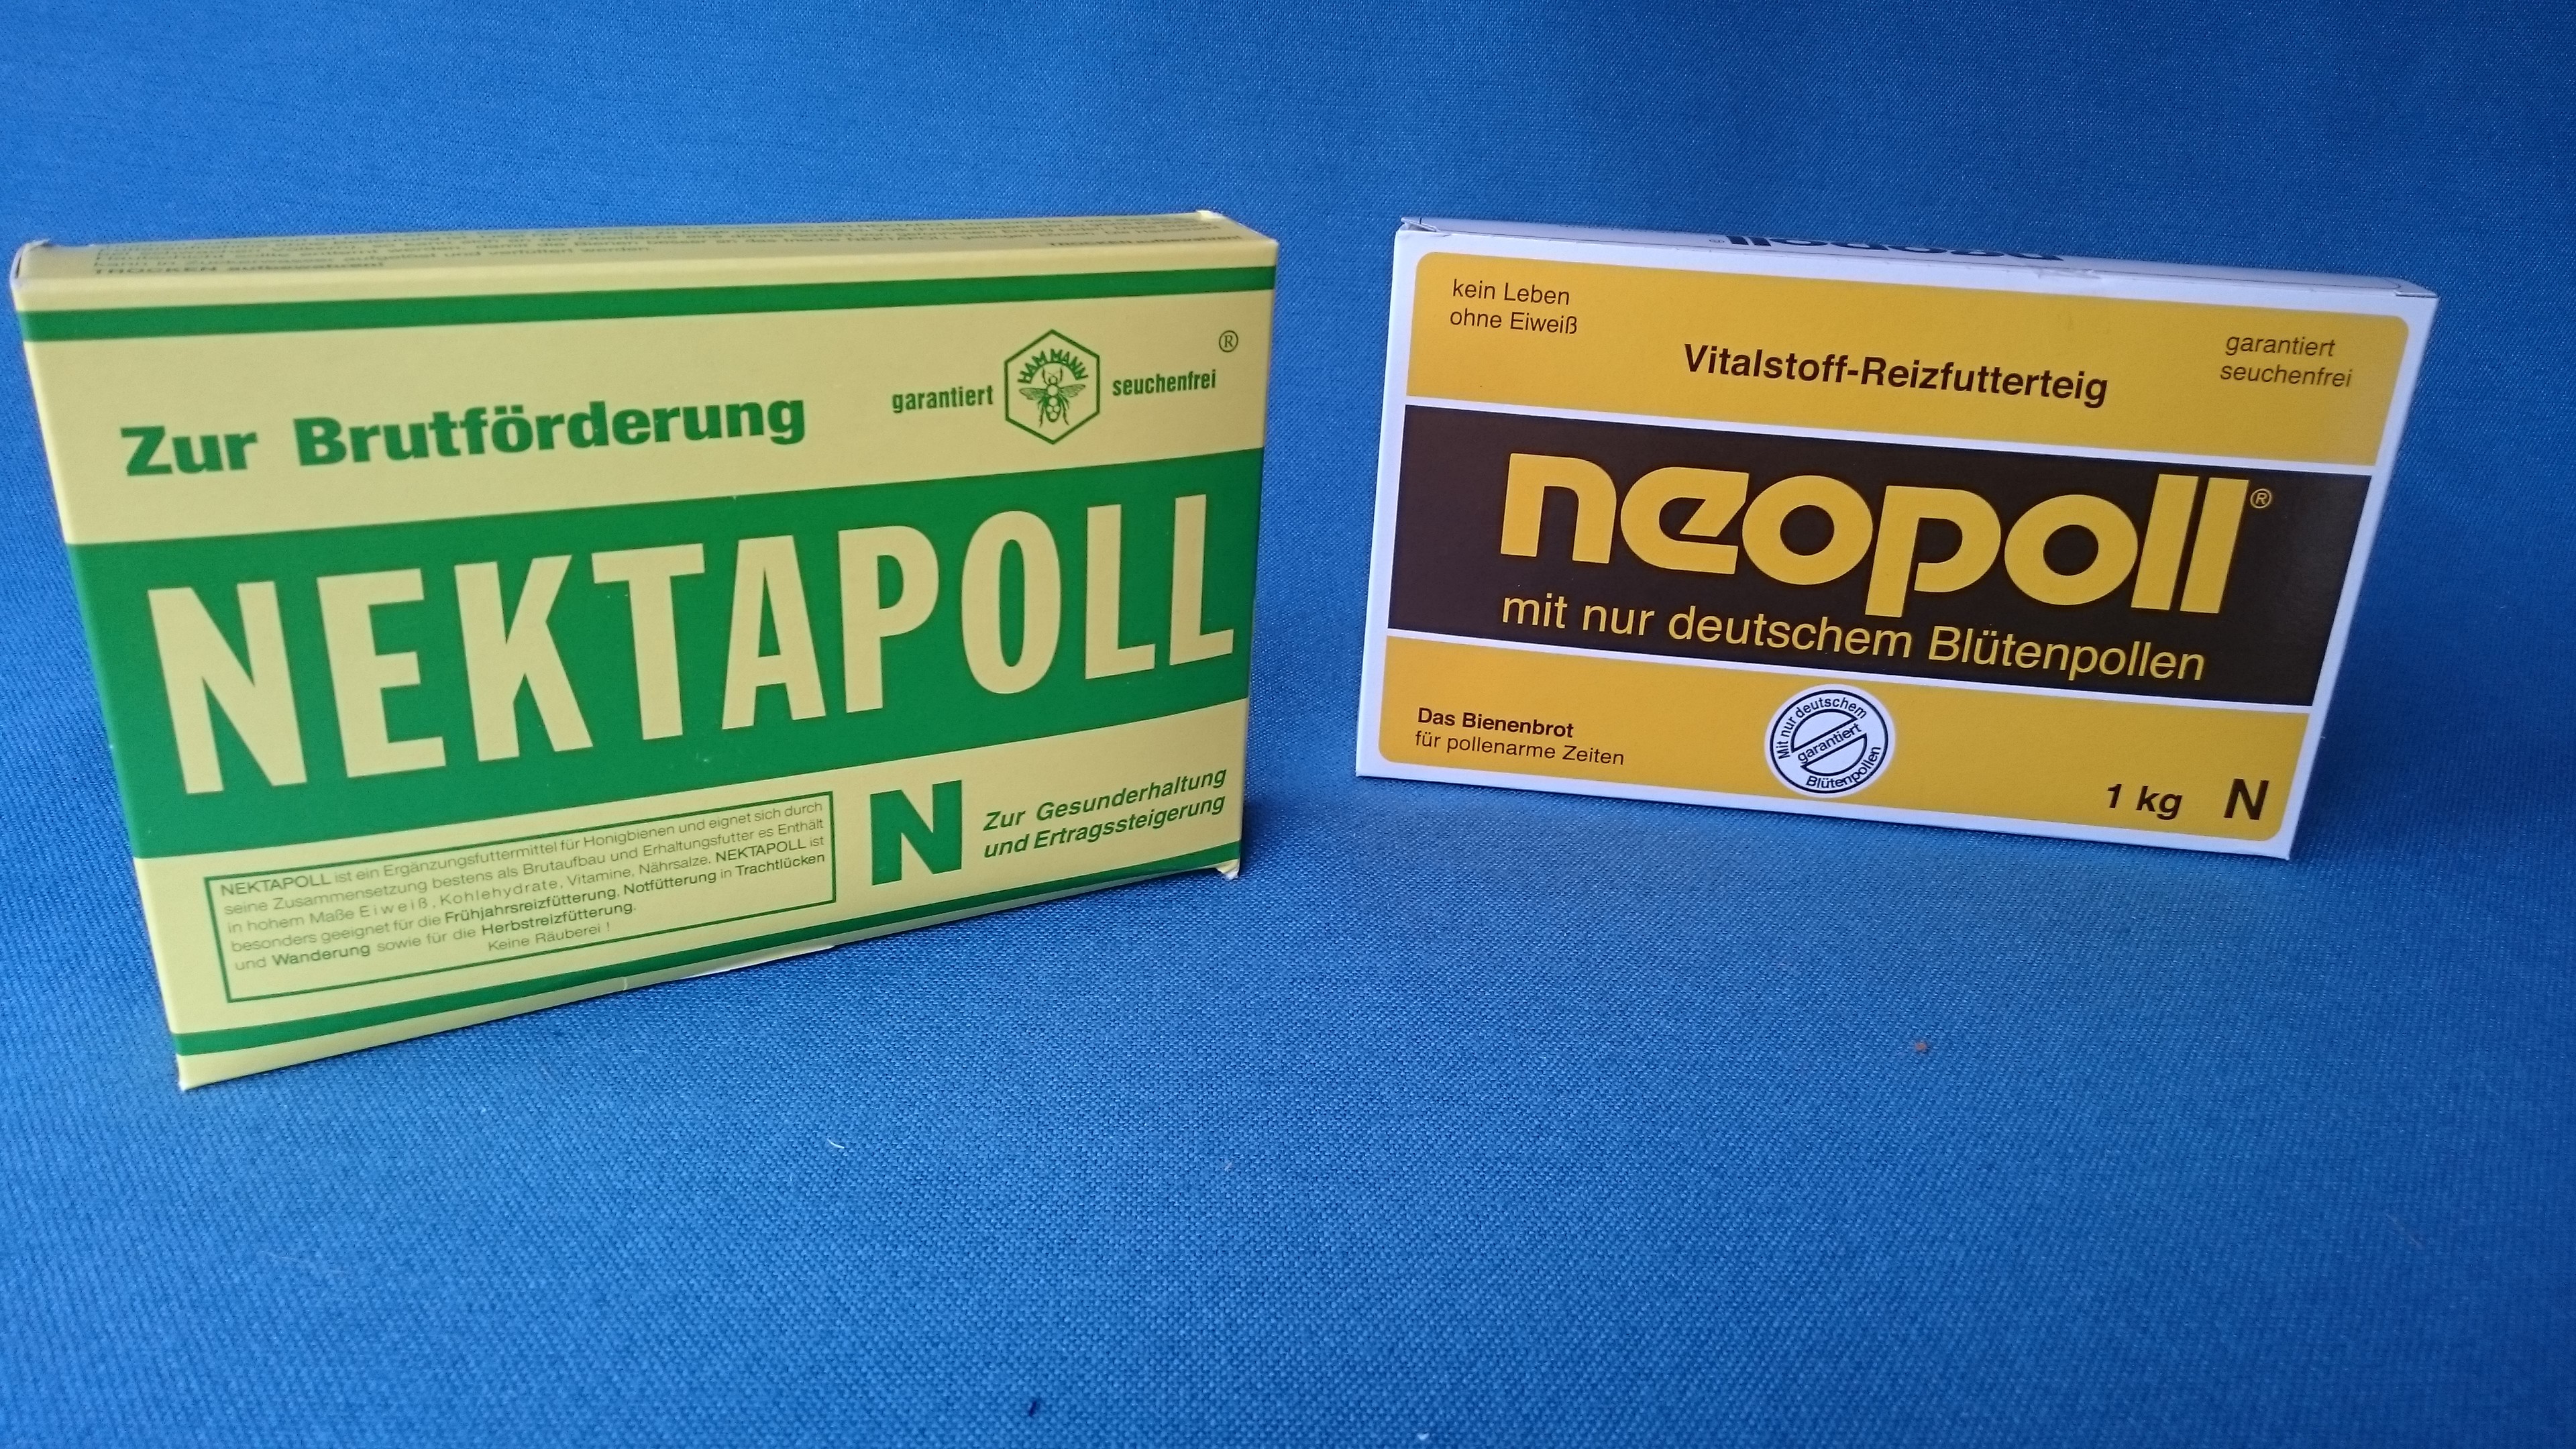 TROCKEN aufbewahren!
Zur Brutförderung
garantiert
HAMMANN
seuchenfrei
®
NEKTAPOLL
NEKTAPOLL ist ein Ergänzungsfuttermittel für Honigbienen und eignet sich durch
seine Zusammensetzung bestens als Brutaufbau und Erhaltungsfutter es Enthält
in hohem Maße Eiweiß, Kohlehydrate, Vitamine, Nährsalze. NEKTAPOLL ist
besonders geeignet für die Frühjahrsreizfütterung, Notfütterung in Trachtlücken
und Wanderung sowie für die Herbstreizfütterung.
Keine Räuberei !
N
Zur Gesunderhaltung
und Ertragssteigerung
neopoll®
kein Leben
ohne Eiweiß
Vitalstoff-Reizfutterteig
garantiert
seuchenfrei
neopoll®
mit nur deutschem Blütenpollen
Das Bienenbrot
für pollenarme Zeiten
Mit nur deutschem
garantiert
Blütenpollen
1 kg N